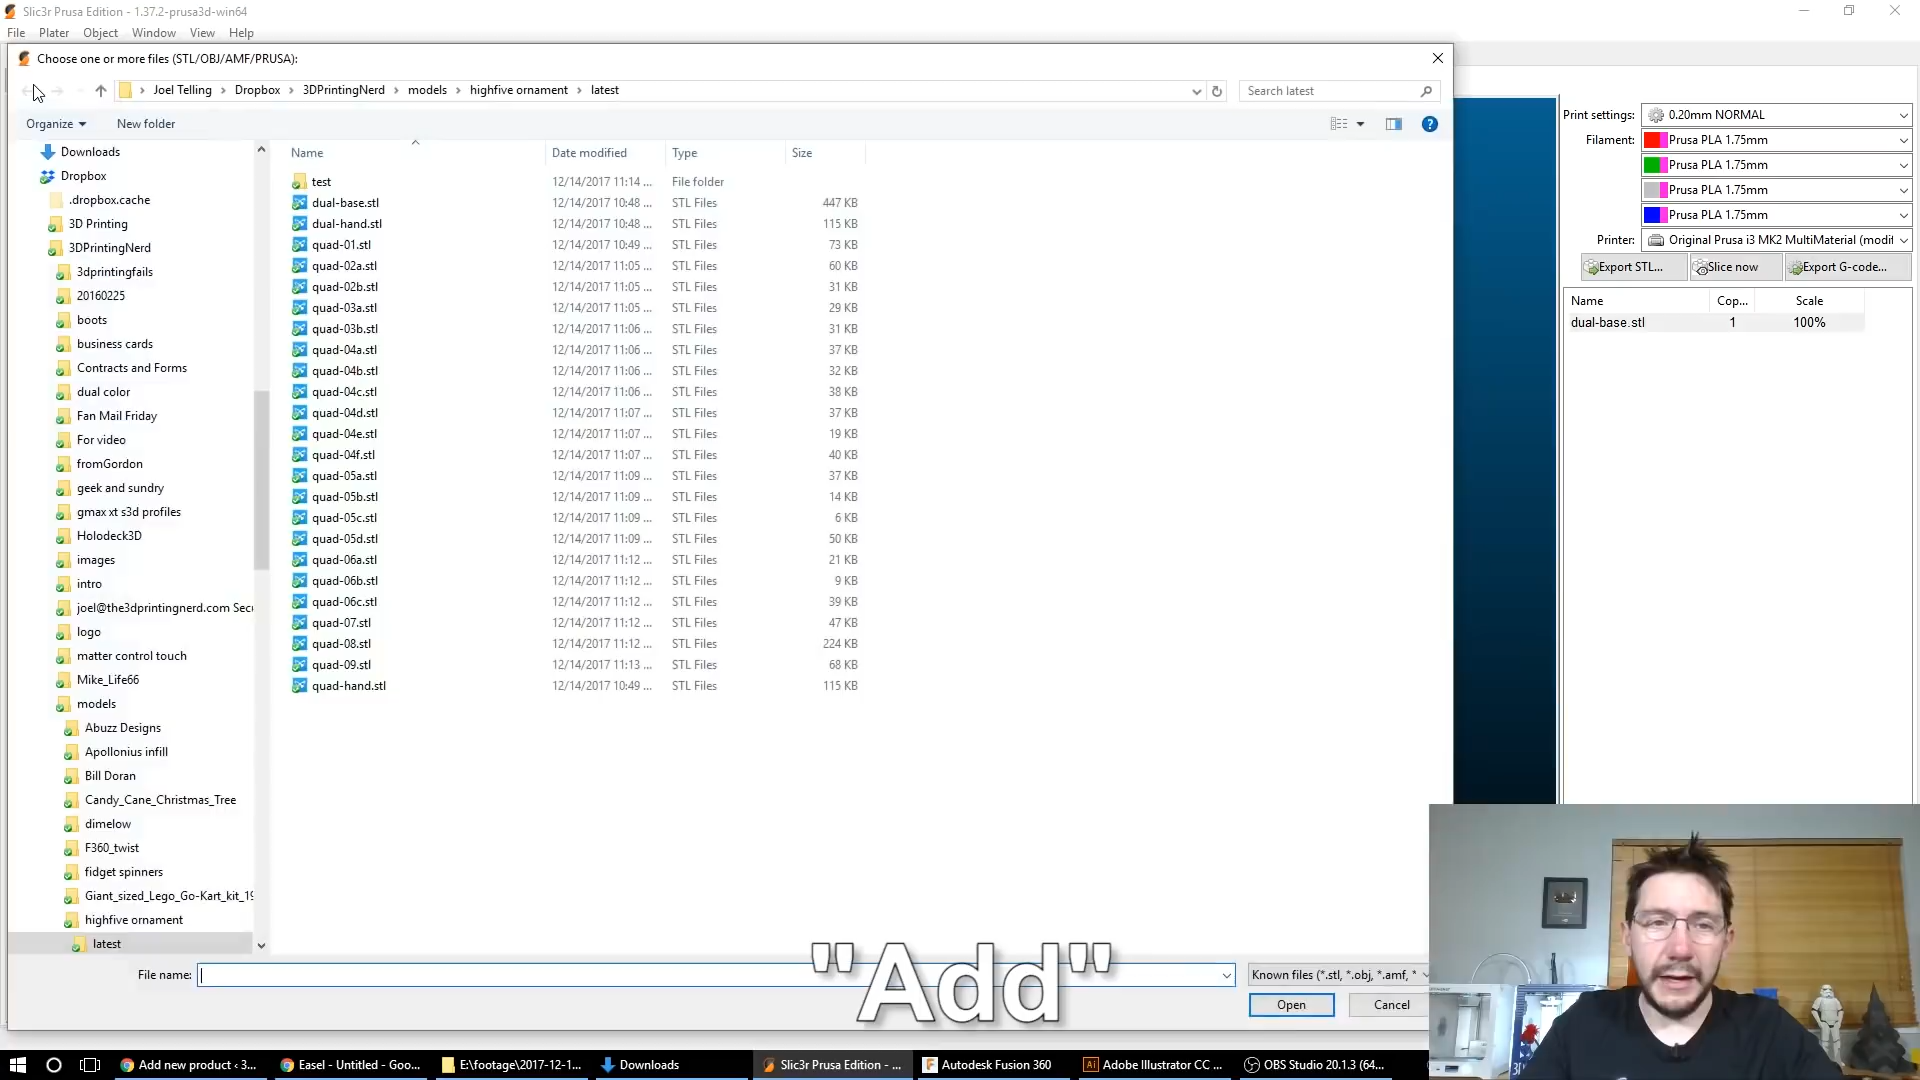 Slic3r Prusa Edition - 1.37.2-prusa3d-win64
File Plater Object Window View Help
Choose one or more files (STL/OBJ/AMF/PRUSA):
Joel Telling > Dropbox > 3DPrintingNerd > models > highfive ornament > latest
Search latest
Organize New folder
Name Date modified Type Size
Downloads
Dropbox
.dropbox.cache
3D Printing
3DPrintingNerd
3dprintingfails
20160225
boots
business cards
Contracts and Forms
dual color
Fan Mail Friday
For video
fromGordon
geek and sundry
gmax xt s3d profiles
Holodeck3D
images
intro
joel@the3dprintingnerd.com Secu
logo
matter control touch
Mike_Life66
models
Abuzz Designs
Apollonius infill
Bill Doran
Candy_Cane_Christmas_Tree
dimelow
F360_twist
fidget spinners
Giant_sized_Lego_Go-Kart_kit_19
highfive ornament
latest
test 12/14/2017 11:14 ... File folder
dual-base.stl 12/14/2017 10:48 ... STL Files 447 KB
dual-hand.stl 12/14/2017 10:48 ... STL Files 115 KB
quad-01.stl 12/14/2017 10:49 ... STL Files 73 KB
quad-02a.stl 12/14/2017 11:05 ... STL Files 60 KB
quad-02b.stl 12/14/2017 11:05 ... STL Files 31 KB
quad-03a.stl 12/14/2017 11:05 ... STL Files 29 KB
quad-03b.stl 12/14/2017 11:06 ... STL Files 31 KB
quad-04a.stl 12/14/2017 11:06 ... STL Files 37 KB
quad-04b.stl 12/14/2017 11:06 ... STL Files 32 KB
quad-04c.stl 12/14/2017 11:06 ... STL Files 38 KB
quad-04d.stl 12/14/2017 11:07 ... STL Files 37 KB
quad-04e.stl 12/14/2017 11:07 ... STL Files 19 KB
quad-04f.stl 12/14/2017 11:07 ... STL Files 40 KB
quad-05a.stl 12/14/2017 11:09 ... STL Files 37 KB
quad-05b.stl 12/14/2017 11:09 ... STL Files 14 KB
quad-05c.stl 12/14/2017 11:09 ... STL Files 6 KB
quad-05d.stl 12/14/2017 11:09 ... STL Files 50 KB
quad-06a.stl 12/14/2017 11:12 ... STL Files 21 KB
quad-06b.stl 12/14/2017 11:12 ... STL Files 9 KB
quad-06c.stl 12/14/2017 11:12 ... STL Files 39 KB
quad-07.stl 12/14/2017 11:12 ... STL Files 47 KB
quad-08.stl 12/14/2017 11:12 ... STL Files 224 KB
quad-09.stl 12/14/2017 11:13 ... STL Files 68 KB
quad-hand.stl 12/14/2017 10:49 ... STL Files 115 KB
File name:
Known files (*.stl, *.obj, *.amf, *
Open Cancel
"Add"
Print settings: 0.20mm NORMAL
Filament: Prusa PLA 1.75mm
Prusa PLA 1.75mm
Prusa PLA 1.75mm
Prusa PLA 1.75mm
Printer: Original Prusa i3 MK2 MultiMaterial (modif
Export STL... Slice now Export G-code...
Name Cop... Scale
dual-base.stl 1 100%
Add new product ‹ 3... Easel - Untitled - Goo... E:\footage\2017-12-1... Downloads Slic3r Prusa Edition - ... Autodesk Fusion 360 Adobe Illustrator CC ... OBS Studio 20.1.3 (64...